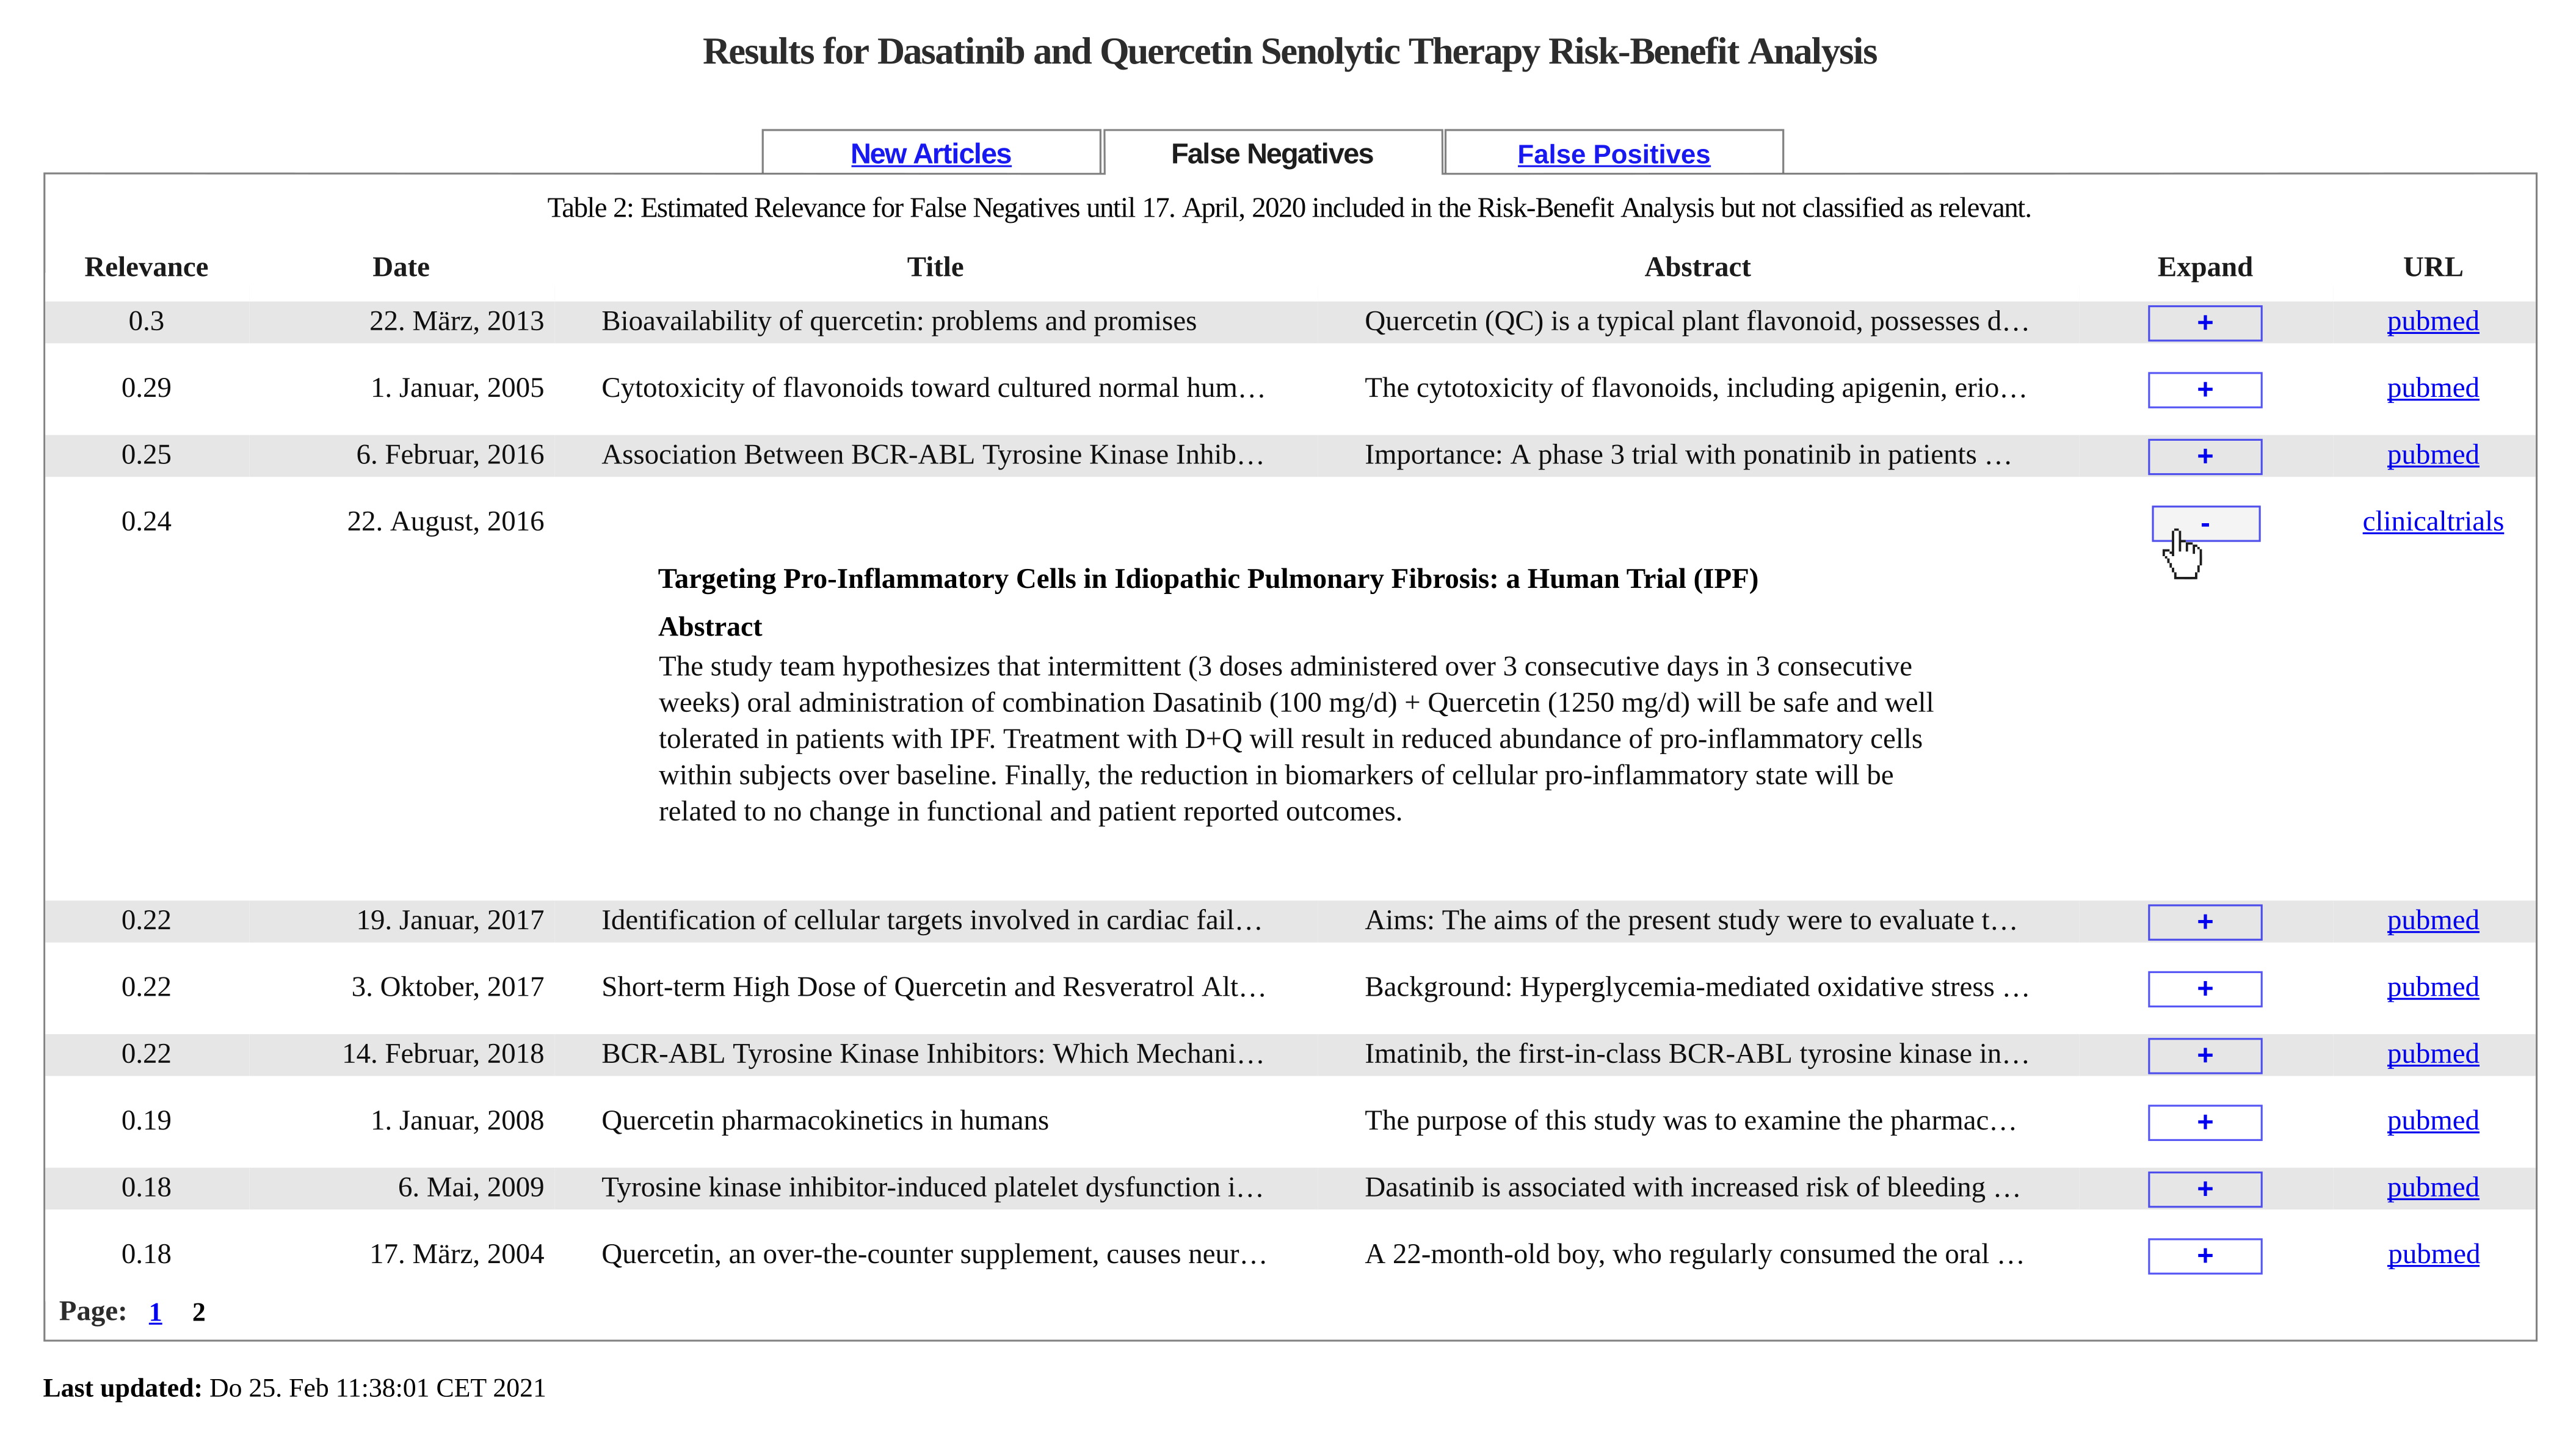 Results for Dasatinib and Quercetin Senolytic Therapy Risk-Benefit Analysis
New Articles False Negatives False Positives
Table 2: Estimated Relevance for False Negatives until 17. April, 2020 included in the Risk-Benefit Analysis but not classified as relevant.
Relevance Date Title Abstract Expand URL
0.3 22. März, 2013 Bioavailability of quercetin: problems and promises Quercetin (QC) is a typical plant flavonoid, possesses d… + pubmed
0.29 1. Januar, 2005 Cytotoxicity of flavonoids toward cultured normal hum… The cytotoxicity of flavonoids, including apigenin, erio… + pubmed
0.25 6. Februar, 2016 Association Between BCR-ABL Tyrosine Kinase Inhib… Importance: A phase 3 trial with ponatinib in patients … + pubmed
0.24 22. August, 2016 - clinicaltrials
Targeting Pro-Inflammatory Cells in Idiopathic Pulmonary Fibrosis: a Human Trial (IPF)
Abstract
The study team hypothesizes that intermittent (3 doses administered over 3 consecutive days in 3 consecutive
weeks) oral administration of combination Dasatinib (100 mg/d) + Quercetin (1250 mg/d) will be safe and well
tolerated in patients with IPF. Treatment with D+Q will result in reduced abundance of pro-inflammatory cells
within subjects over baseline. Finally, the reduction in biomarkers of cellular pro-inflammatory state will be
related to no change in functional and patient reported outcomes.
0.22 19. Januar, 2017 Identification of cellular targets involved in cardiac fail… Aims: The aims of the present study were to evaluate t… + pubmed
0.22 3. Oktober, 2017 Short-term High Dose of Quercetin and Resveratrol Alt… Background: Hyperglycemia-mediated oxidative stress … + pubmed
0.22 14. Februar, 2018 BCR-ABL Tyrosine Kinase Inhibitors: Which Mechani… Imatinib, the first-in-class BCR-ABL tyrosine kinase in… + pubmed
0.19 1. Januar, 2008 Quercetin pharmacokinetics in humans The purpose of this study was to examine the pharmac… + pubmed
0.18 6. Mai, 2009 Tyrosine kinase inhibitor-induced platelet dysfunction i… Dasatinib is associated with increased risk of bleeding … + pubmed
0.18 17. März, 2004 Quercetin, an over-the-counter supplement, causes neur… A 22-month-old boy, who regularly consumed the oral … + pubmed
Page: 1 2
Last updated: Do 25. Feb 11:38:01 CET 2021